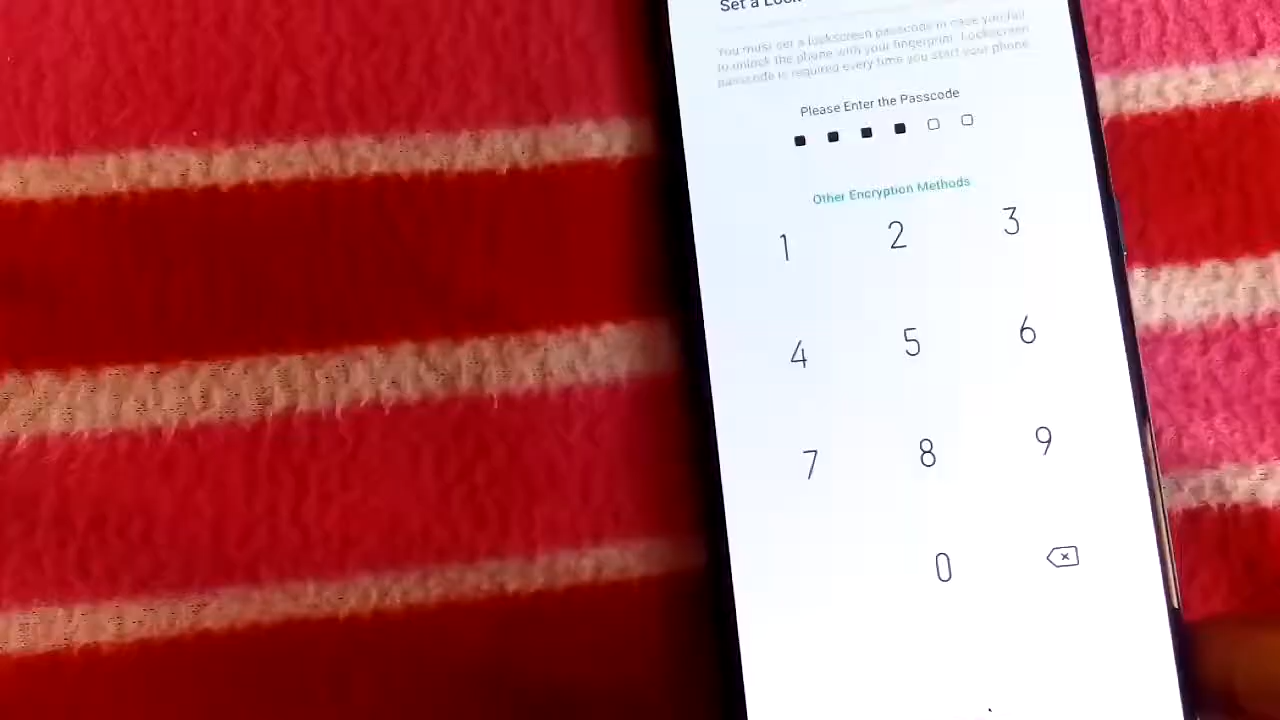 Set a Lock
You must set a lockscreen passcode in case you fail
to unlock the phone with your fingerprint. Lockscreen
passcode is required every time you start your phone.
Please Enter the Passcode
Other Encryption Methods
1 2 3
4 5 6
7 8 9
0